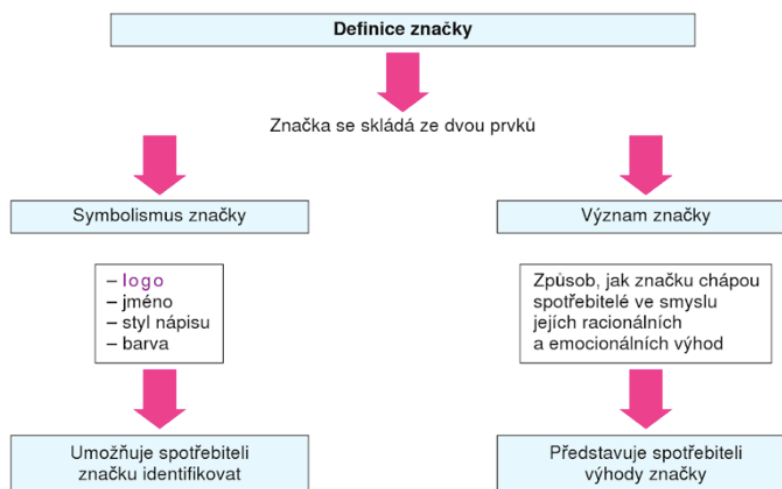 Definice značky
Značka se skládá ze dvou prvků
Symbolismus značky
– logo
– jméno
– styl nápisu
– barva
Umožňuje spotřebiteli
značku identifikovat
Význam značky
Způsob, jak značku chápou
spotřebitelé ve smyslu
jejích racionálních
a emocionálních výhod
Představuje spotřebiteli
výhody značky